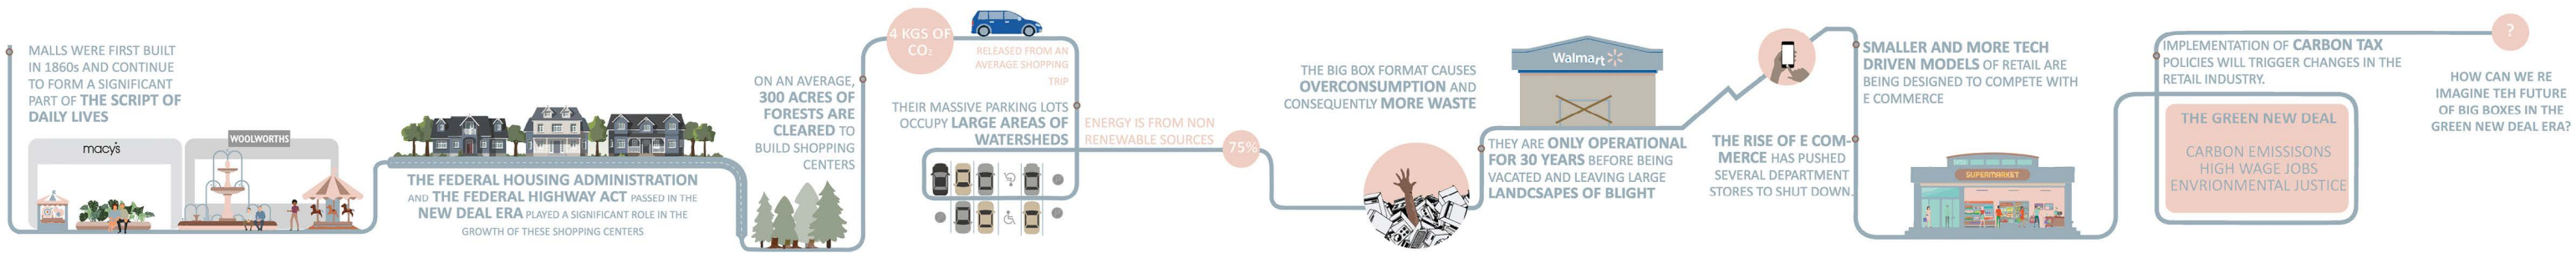 MALLS WERE FIRST BUILT
IN 1860s AND CONTINUE
TO FORM A SIGNIFICANT
PART OF THE SCRIPT OF
DAILY LIVES
macy's
WOOLWORTHS
THE FEDERAL HOUSING ADMINISTRATION
AND THE FEDERAL HIGHWAY ACT PASSED IN THE
NEW DEAL ERA PLAYED A SIGNIFICANT ROLE IN THE
GROWTH OF THESE SHOPPING CENTERS
ON AN AVERAGE,
300 ACRES OF
FORESTS ARE
CLEARED TO
BUILD SHOPPING
CENTERS
4 KGS OF
CO₂
RELEASED FROM AN
AVERAGE SHOPPING
TRIP
THEIR MASSIVE PARKING LOTS
OCCUPY LARGE AREAS OF
WATERSHEDS
ENERGY IS FROM NON
RENEWABLE SOURCES
75%
THE BIG BOX FORMAT CAUSES
OVERCONSUMPTION AND
CONSEQUENTLY MORE WASTE
Walmart
THEY ARE ONLY OPERATIONAL
FOR 30 YEARS BEFORE BEING
VACATED AND LEAVING LARGE
LANDCSAPES OF BLIGHT
THE RISE OF E COM-
MERCE HAS PUSHED
SEVERAL DEPARTMENT
STORES TO SHUT DOWN.
SMALLER AND MORE TECH
DRIVEN MODELS OF RETAIL ARE
BEING DESIGNED TO COMPETE WITH
E COMMERCE
SUPERMARKET
IMPLEMENTATION OF CARBON TAX
POLICIES WILL TRIGGER CHANGES IN THE
RETAIL INDUSTRY.
THE GREEN NEW DEAL
CARBON EMISSISONS
HIGH WAGE JOBS
ENVRIONMENTAL JUSTICE
?
HOW CAN WE RE
IMAGINE TEH FUTURE
OF BIG BOXES IN THE
GREEN NEW DEAL ERA?